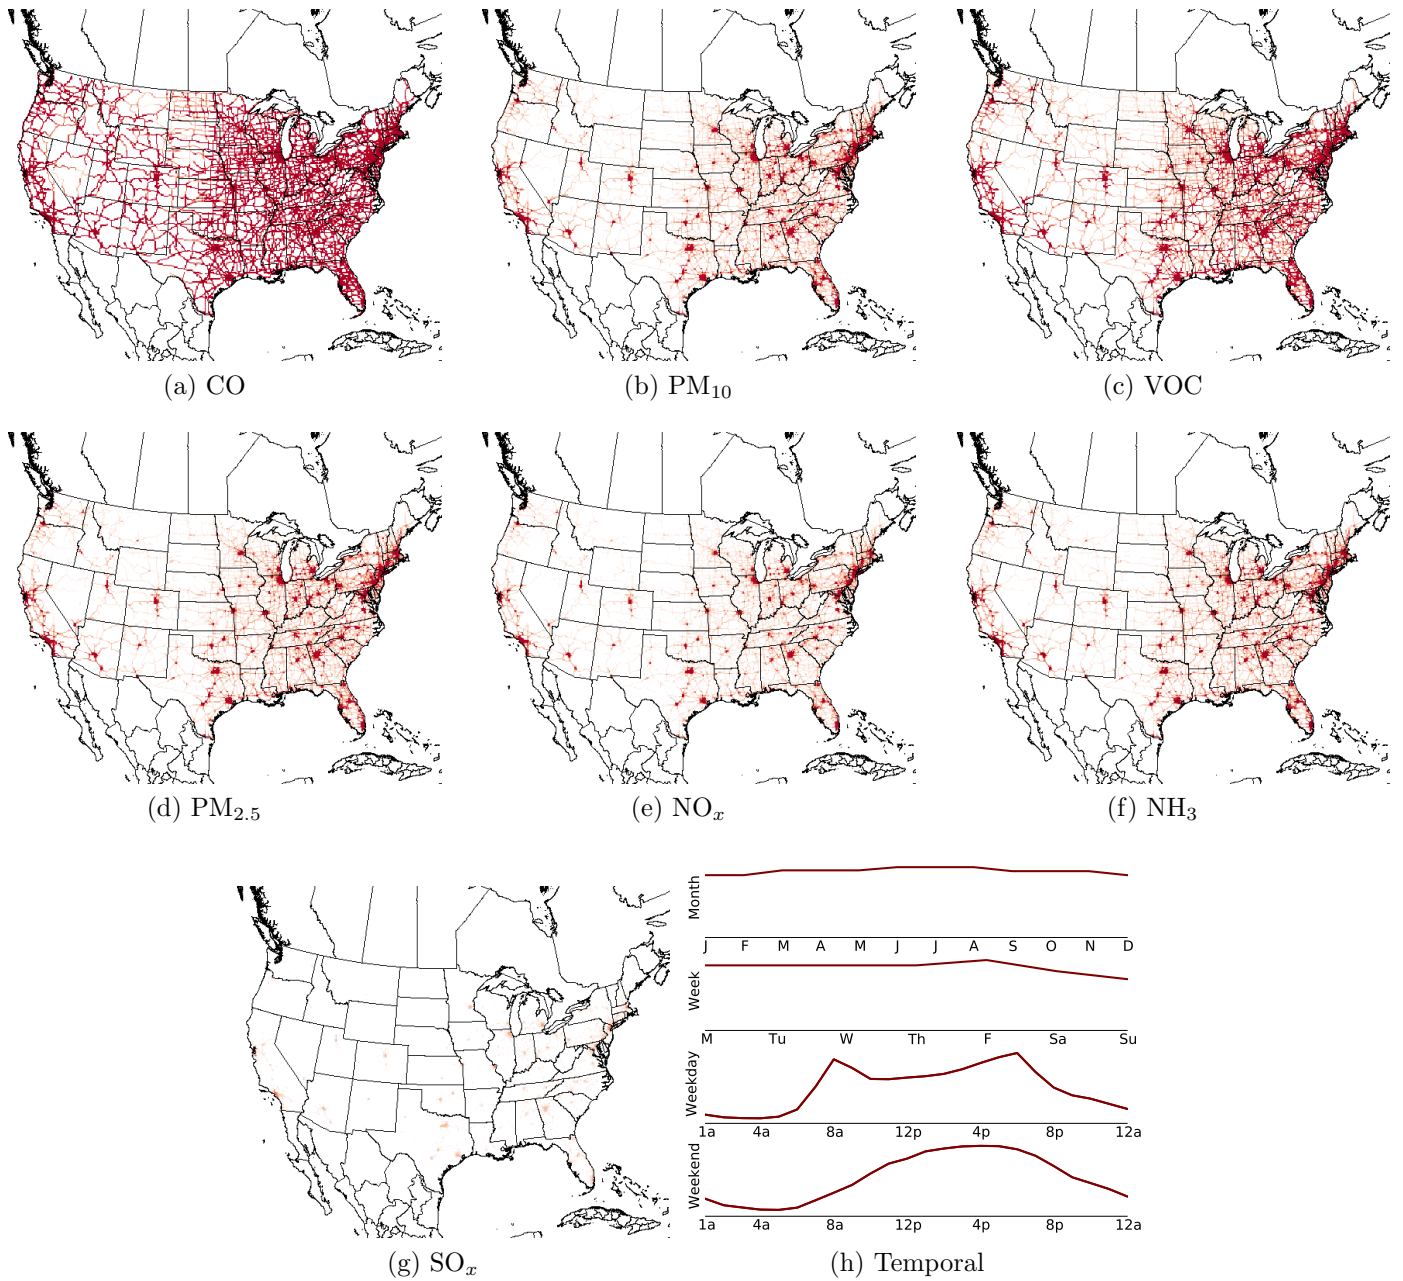 (a) CO
(b) PM₁₀
(c) VOC
(d) PM₂.₅
(e) NOₓ
(f) NH₃
Month
J F M A M J J A S O N D
Week
M Tu W Th F Sa Su
Weekday
1a 4a 8a 12p 4p 8p 12a
Weekend
1a 4a 8a 12p 4p 8p 12a
(g) SOₓ
(h) Temporal